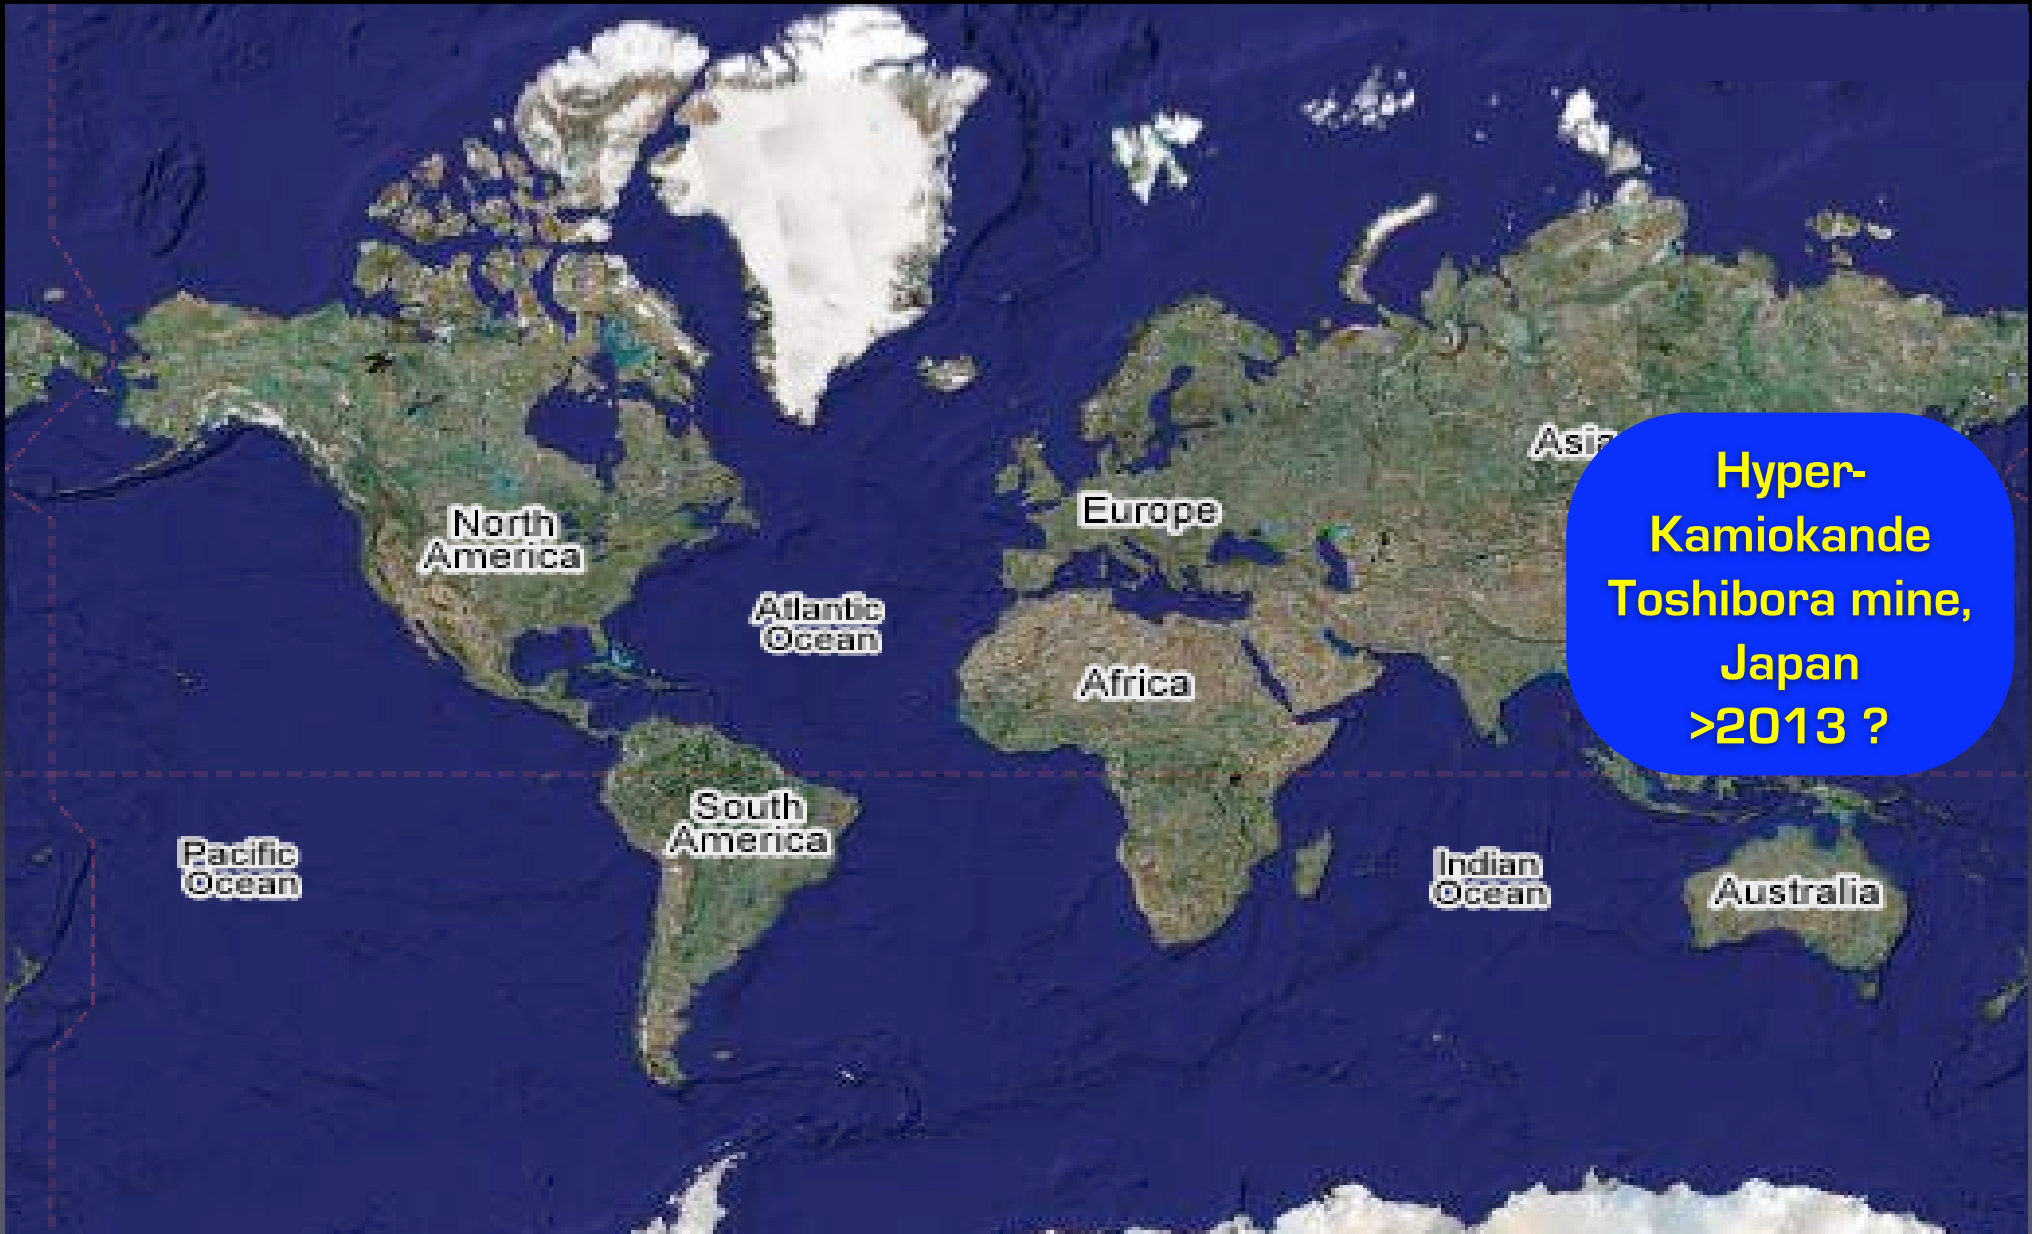 Asia
Hyper-
Kamiokande
Toshibora mine,
Japan
>2013 ?
Europe
North
America
Atlantic
Ocean
Africa
South
America
Pacific
Ocean
Indian
Ocean
Australia